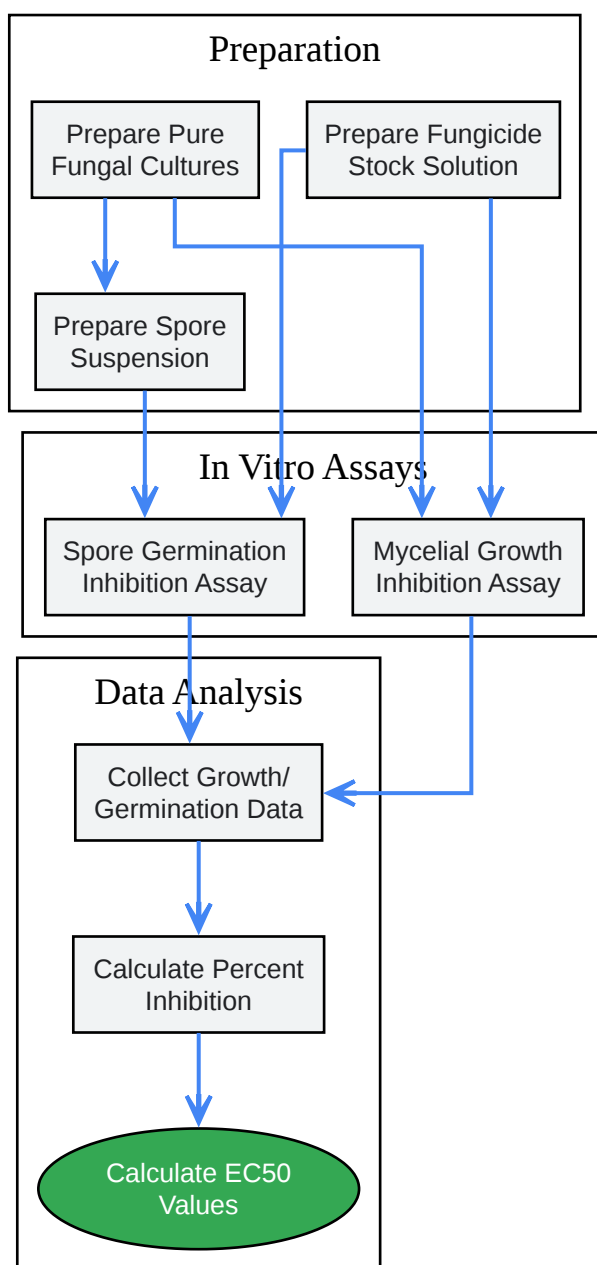 Preparation
Prepare Pure
Fungal Cultures
Prepare Fungicide
Stock Solution
Prepare Spore
Suspension
In Vitro Assays
Spore Germination
Inhibition Assay
Mycelial Growth
Inhibition Assay
Data Analysis
Collect Growth/
Germination Data
Calculate Percent
Inhibition
Calculate EC50
Values